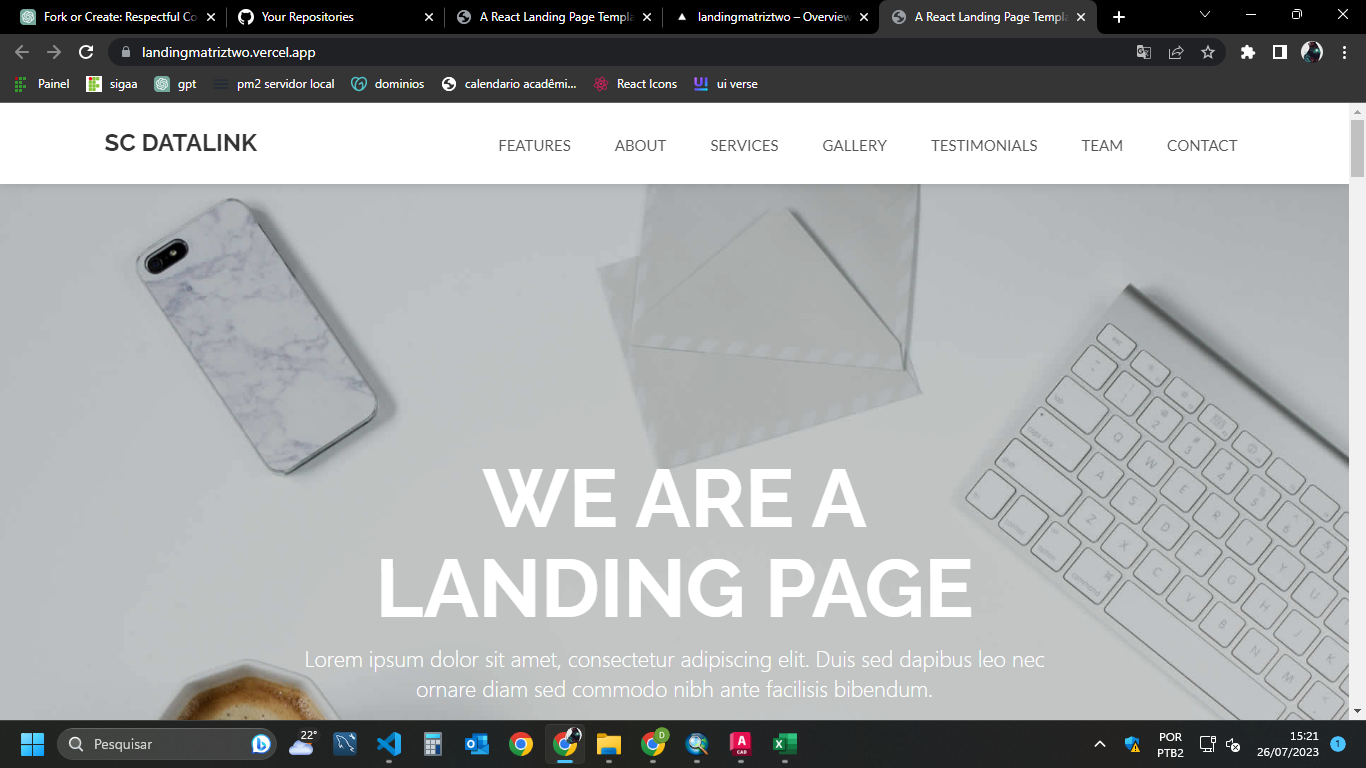 Fork or Create: Respectful Co
Your Repositories
A React Landing Page Templa
landingmatriztwo – Overview
A React Landing Page Templa
landingmatriztwo.vercel.app
Painel
sigaa
gpt
pm2 servidor local
dominios
calendario acadêmi...
React Icons
ui verse
SC DATALINK
FEATURES
ABOUT
SERVICES
GALLERY
TESTIMONIALS
TEAM
CONTACT
WE ARE A
LANDING PAGE
Lorem ipsum dolor sit amet, consectetur adipiscing elit. Duis sed dapibus leo nec
ornare diam sed commodo nibh ante facilisis bibendum.
Pesquisar
22°
POR
PTB2
15:21
26/07/2023
1